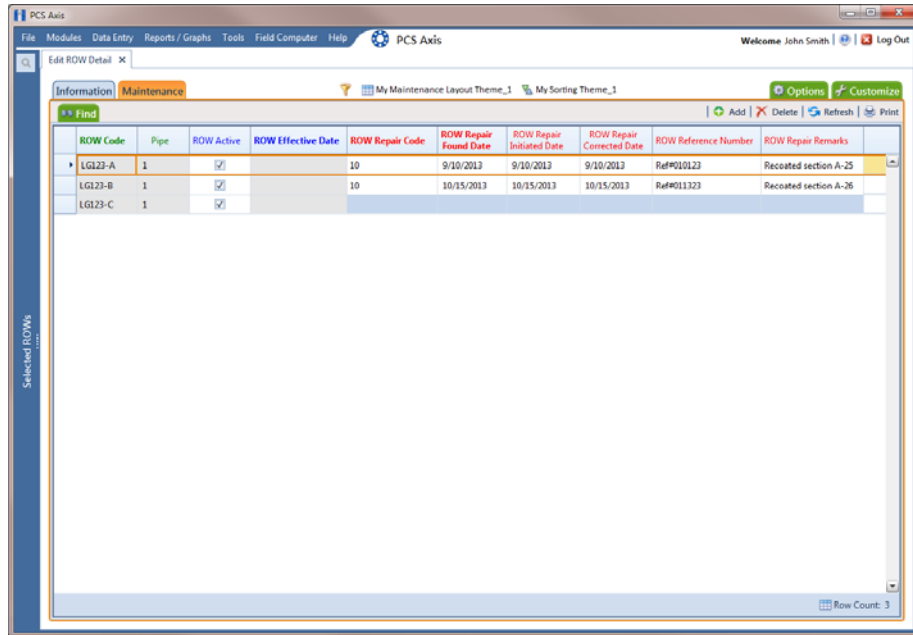 PCS Axis
File Modules Data Entry Reports / Graphs Tools Field Computer Help PCS Axis Welcome John Smith | | Log Out
Edit ROW Detail X
Information Maintenance My Maintenance Layout Theme_1 My Sorting Theme_1 Options Customize
Find | Add | Delete | Refresh | Print
ROW Code Pipe ROW Active ROW Effective Date ROW Repair Code ROW Repair Found Date ROW Repair Initiated Date ROW Repair Corrected Date ROW Reference Number ROW Repair Remarks
LG123-A 1 10 9/10/2013 9/10/2013 9/10/2013 Ref#010123 Recoated section A-25
LG123-B 1 10 10/15/2013 10/15/2013 10/15/2013 Ref#011323 Recoated section A-26
LG123-C 1
Selected ROWs
Row Count: 3